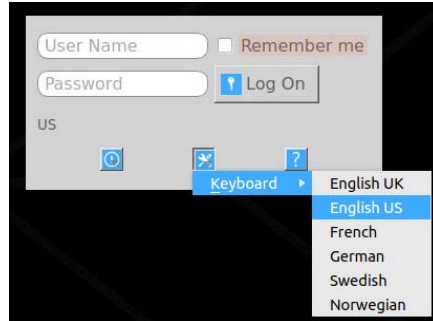 User Name Remember me
Password Log On
US
?
Keyboard
English UK
English US
French
German
Swedish
Norwegian